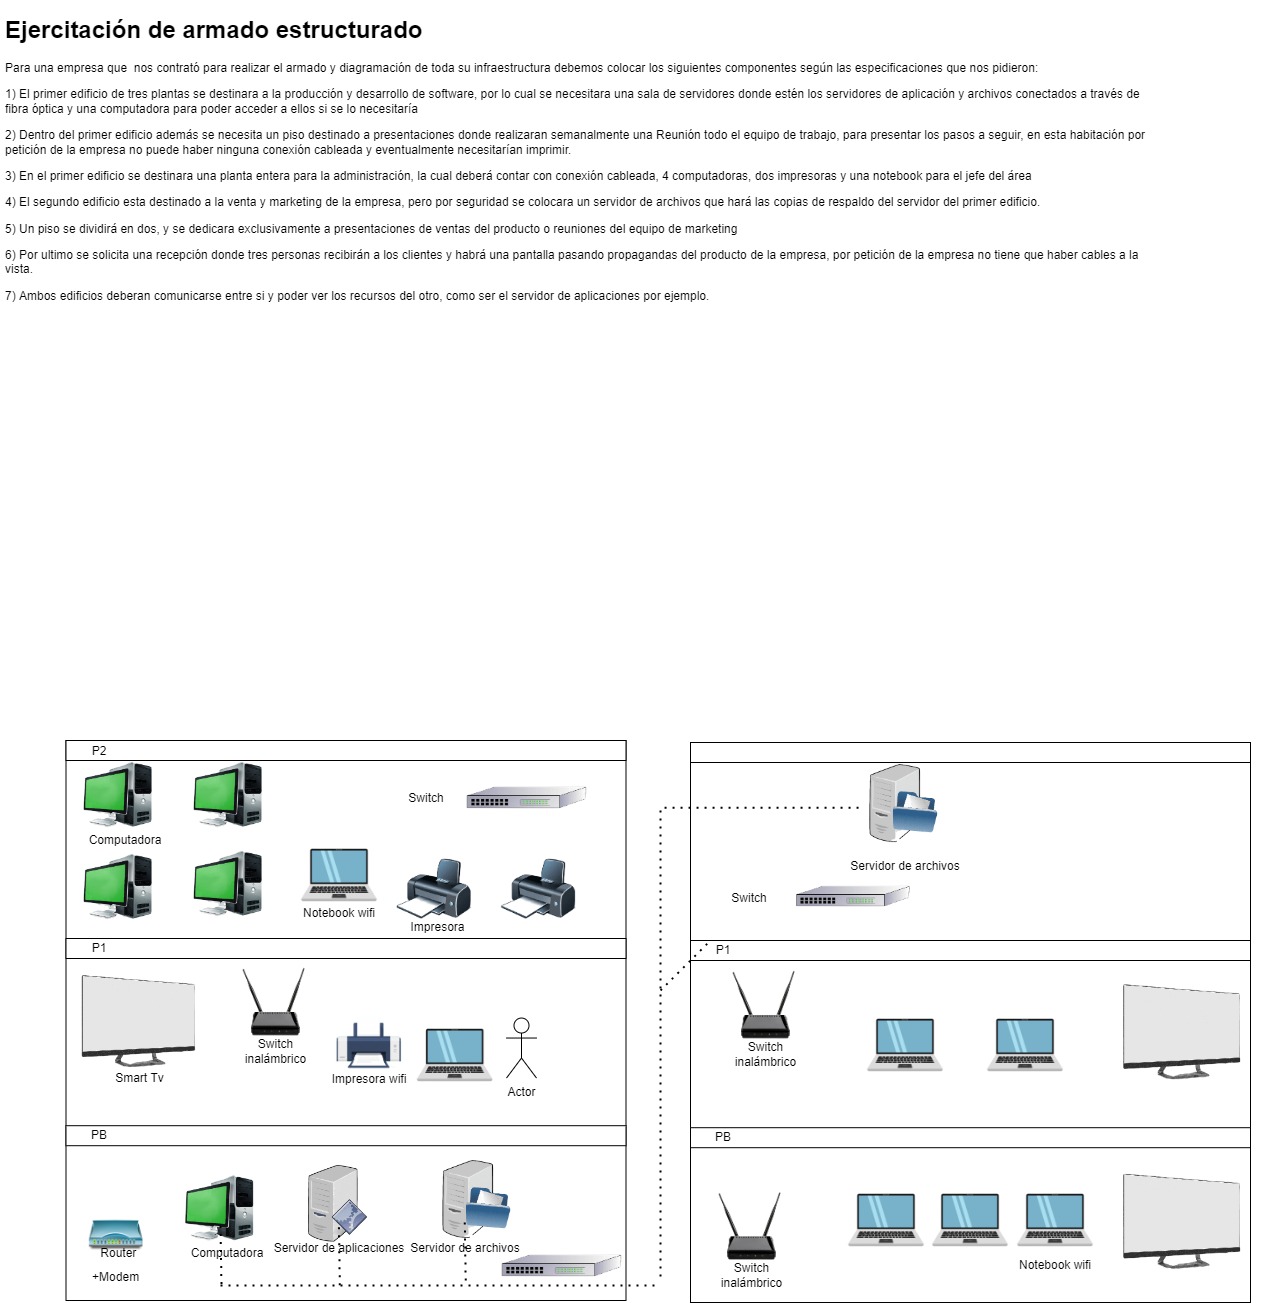 Ejercitación de armado estructurado
Para una empresa que  nos contrató para realizar el armado y diagramación de toda su infraestructura debemos colocar los siguientes componentes según las especificaciones que nos pidieron:
1) El primer edificio de tres plantas se destinara a la producción y desarrollo de software, por lo cual se necesitara una sala de servidores donde estén los servidores de aplicación y archivos conectados a través de
fibra óptica y una computadora para poder acceder a ellos si se lo necesitaría
2) Dentro del primer edificio además se necesita un piso destinado a presentaciones donde realizaran semanalmente una Reunión todo el equipo de trabajo, para presentar los pasos a seguir, en esta habitación por
petición de la empresa no puede haber ninguna conexión cableada y eventualmente necesitarían imprimir.
3) En el primer edificio se destinara una planta entera para la administración, la cual deberá contar con conexión cableada, 4 computadoras, dos impresoras y una notebook para el jefe del área
4) El segundo edificio esta destinado a la venta y marketing de la empresa, pero por seguridad se colocara un servidor de archivos que hará las copias de respaldo del servidor del primer edificio.
5) Un piso se dividirá en dos, y se dedicara exclusivamente a presentaciones de ventas del producto o reuniones del equipo de marketing
6) Por ultimo se solicita una recepción donde tres personas recibirán a los clientes y habrá una pantalla pasando propagandas del producto de la empresa, por petición de la empresa no tiene que haber cables a la
vista.
7) Ambos edificios deberan comunicarse entre si y poder ver los recursos del otro, como ser el servidor de aplicaciones por ejemplo.
P2
Switch
Computadora
Notebook wifi
Impresora
P1
Switch
inalámbrico
Smart Tv
Impresora wifi
Actor
PB
Router
+Modem
Computadora
Servidor de aplicaciones
Servidor de archivos
Servidor de archivos
Switch
P1
Switch
inalámbrico
PB
Switch
inalámbrico
Notebook wifi